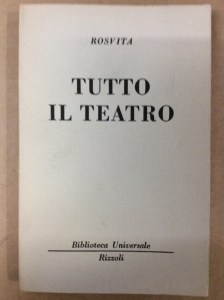 ROSVITA
TUTTO
IL TEATRO
Biblioteca Universale
Rizzoli